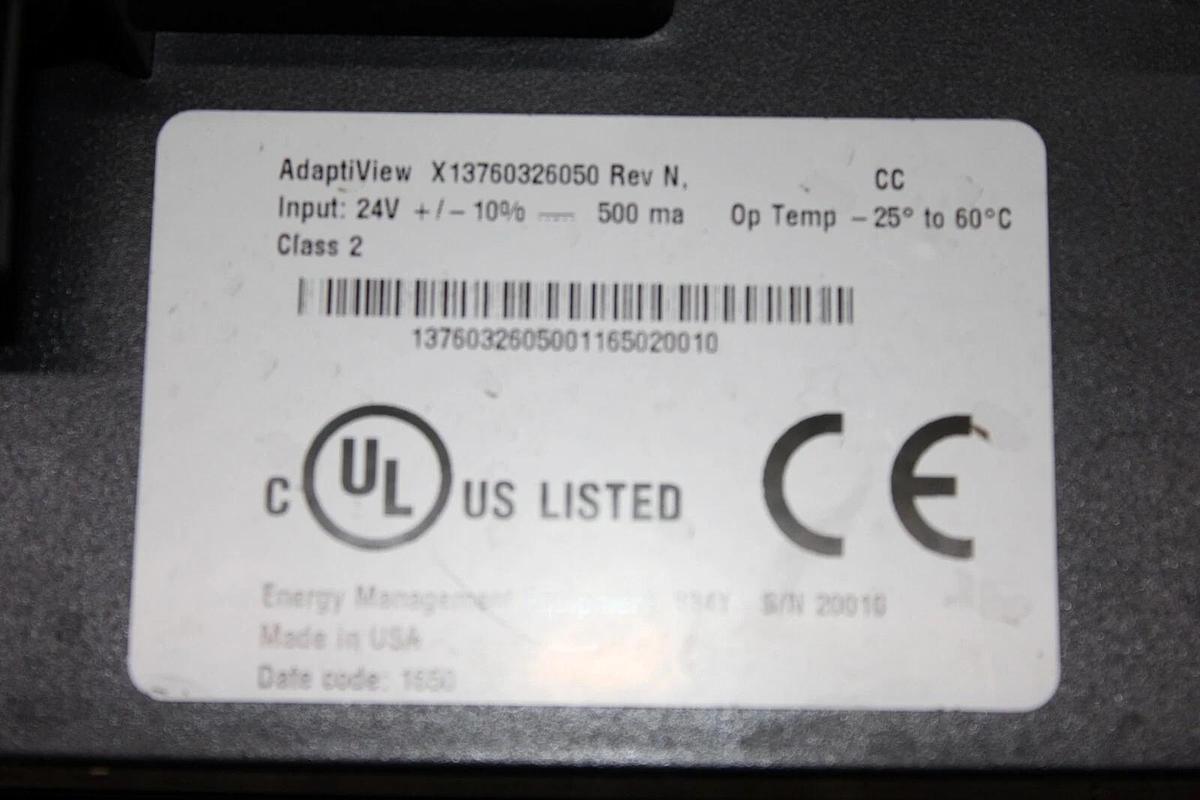 AdaptiView X13760326050 Rev N, CC
Input: 24V +/- 10% ⎓ 500 ma Op Temp -25° to 60°C
Class 2
1376032605001165020010
C UL US LISTED CE
Energy Management S/N 20010
Made in USA
Date code: 1650